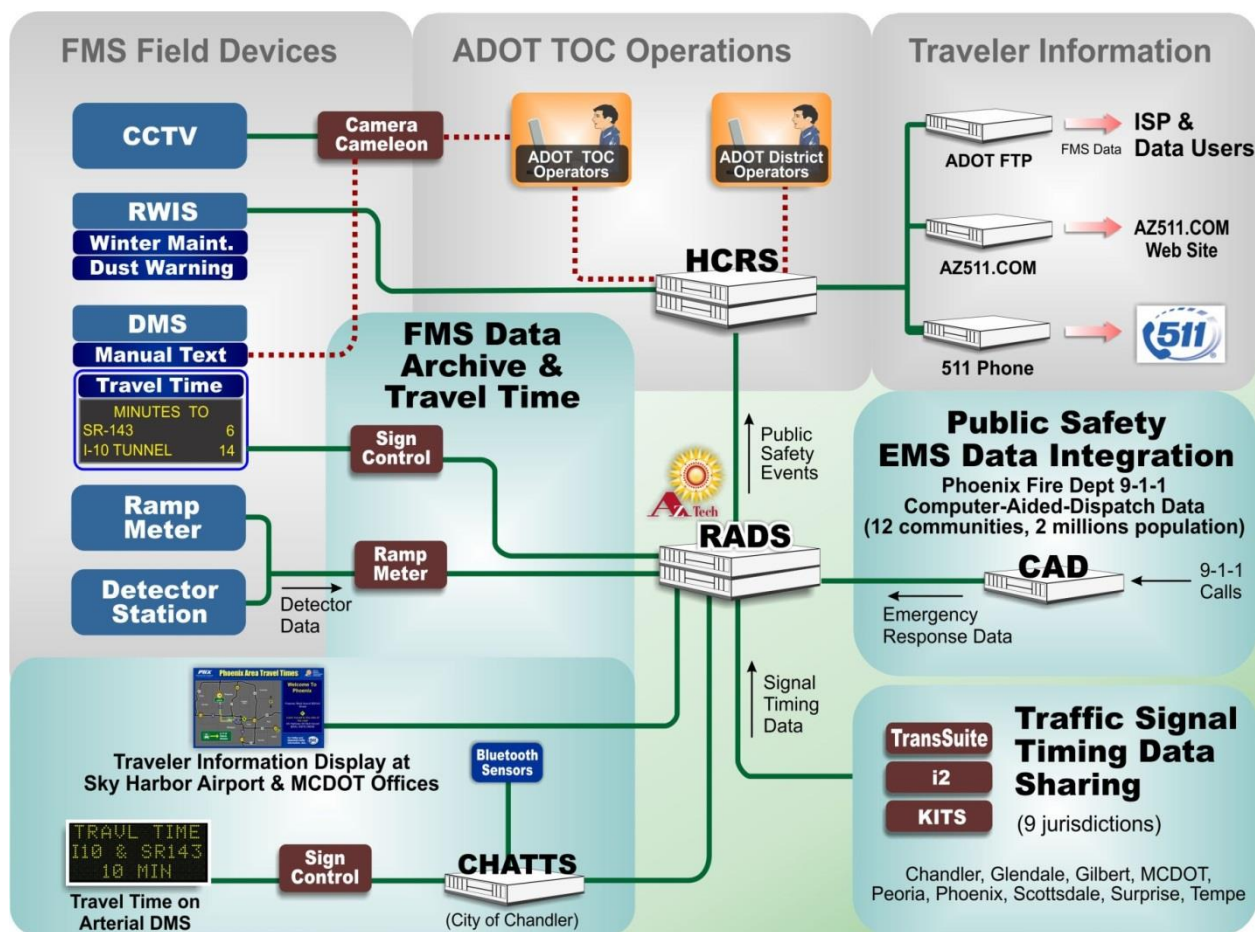 FMS Field Devices
ADOT TOC Operations
Traveler Information
CCTV
Camera
Cameleon
ADOT TOC
Operators
ADOT District
Operators
ADOT FTP
FMS Data
ISP &
Data Users
RWIS
Winter Maint.
Dust Warning
HCRS
AZ511.COM
AZ511.COM
Web Site
DMS
Manual Text
Travel Time
MINUTES TO
SR-143 6
I-10 TUNNEL 14
511 Phone
511
FMS Data
Archive &
Travel Time
Sign
Control
Public
Safety
Events
Public Safety
EMS Data Integration
Phoenix Fire Dept 9-1-1
Computer-Aided-Dispatch Data
(12 communities, 2 millions population)
Ramp
Meter
Detector
Station
Detector
Data
Ramp
Meter
AZTech
RADS
CAD
9-1-1
Calls
Emergency
Response Data
Phoenix Area Travel Times
Welcome To
Phoenix
Traveler Information Display at
Sky Harbor Airport & MCDOT Offices
Signal
Timing
Data
Bluetooth
Sensors
TRAVL TIME
I10 & SR143
10 MIN
Travel Time on
Arterial DMS
Sign
Control
CHATTS
(City of Chandler)
TransSuite
i2
KITS
Traffic Signal
Timing Data
Sharing
(9 jurisdictions)
Chandler, Glendale, Gilbert, MCDOT,
Peoria, Phoenix, Scottsdale, Surprise, Tempe